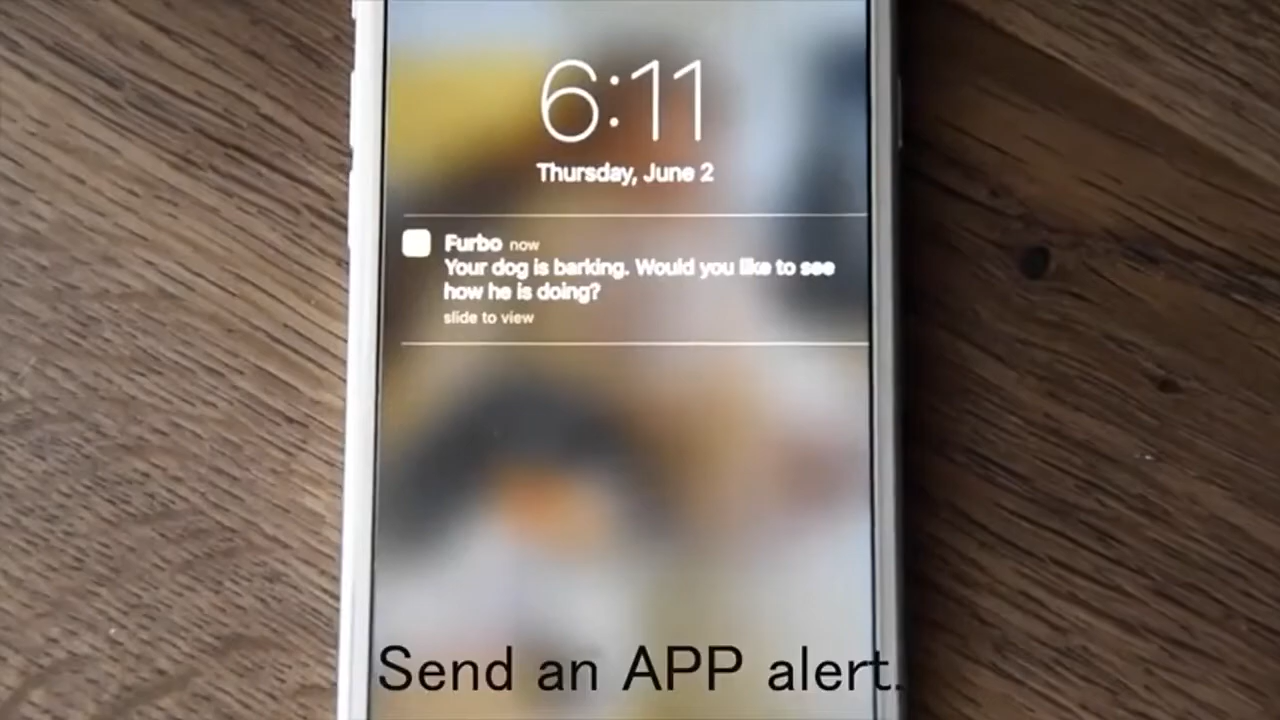 6:11
Thursday, June 2
Furbo now
Your dog is barking. Would you like to see
how he is doing?
slide to view
Send an APP alert.